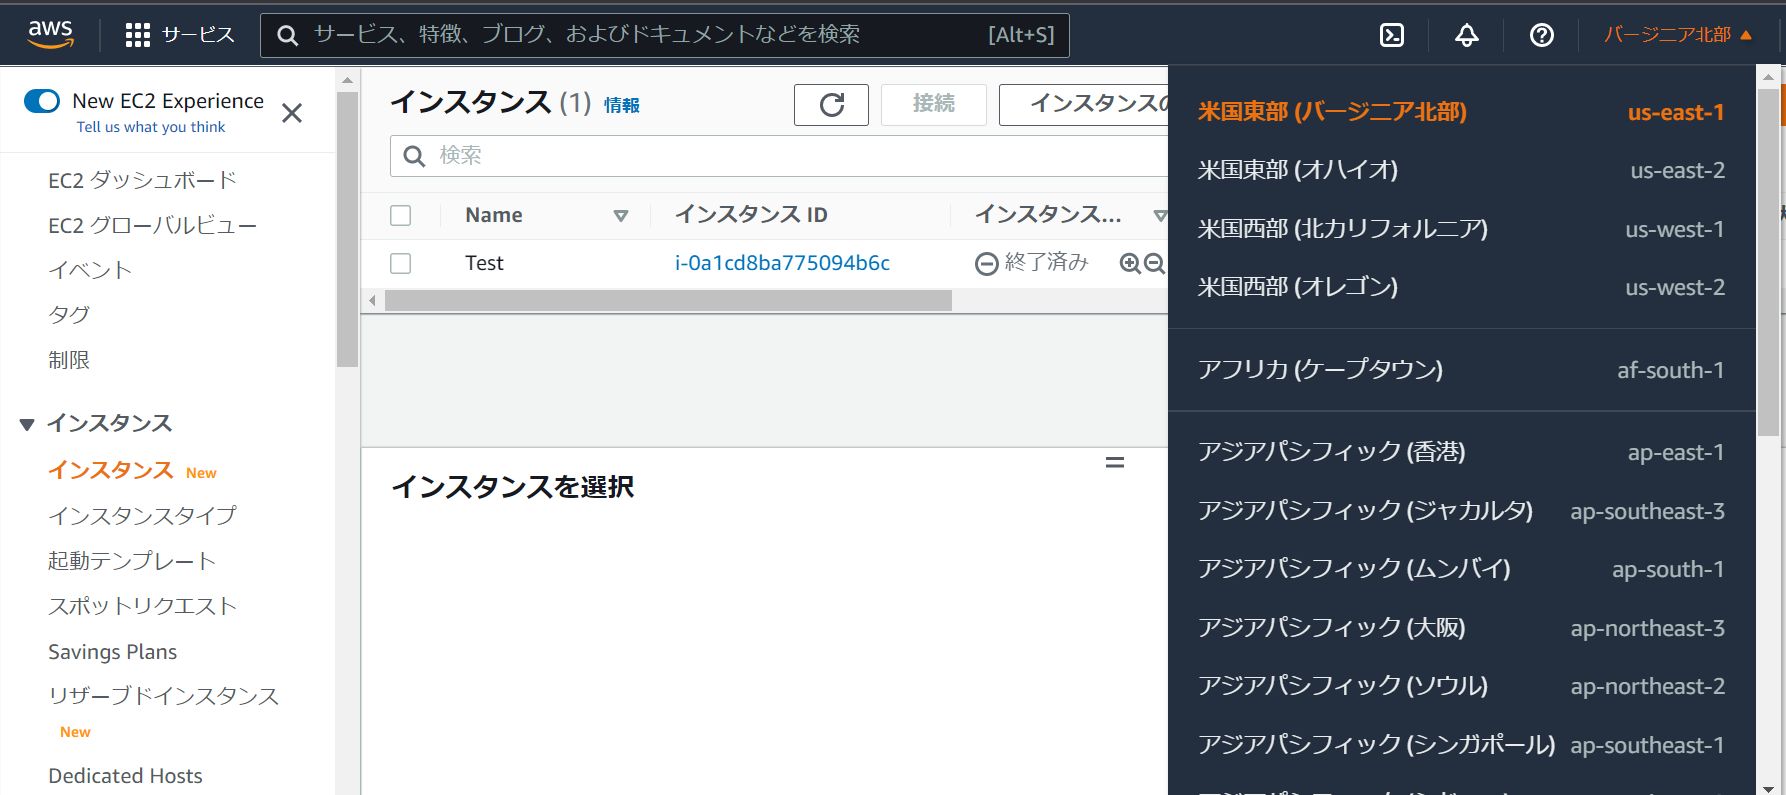 aws
サービス
サービス、特徴、ブログ、およびドキュメントなどを検索 [Alt+S]
バージニア北部
New EC2 Experience
Tell us what you think
EC2 ダッシュボード
EC2 グローバルビュー
イベント
タグ
制限
インスタンス
インスタンス New
インスタンスタイプ
起動テンプレート
スポットリクエスト
Savings Plans
リザーブドインスタンス
New
Dedicated Hosts
インスタンス (1) 情報
接続
インスタンスの
検索
Name インスタンス ID インスタンス...
Test i-0a1cd8ba775094b6c 終了済み
インスタンスを選択
米国東部 (バージニア北部) us-east-1
米国東部 (オハイオ) us-east-2
米国西部 (北カリフォルニア) us-west-1
米国西部 (オレゴン) us-west-2
アフリカ (ケープタウン) af-south-1
アジアパシフィック (香港) ap-east-1
アジアパシフィック (ジャカルタ) ap-southeast-3
アジアパシフィック (ムンバイ) ap-south-1
アジアパシフィック (大阪) ap-northeast-3
アジアパシフィック (ソウル) ap-northeast-2
アジアパシフィック (シンガポール) ap-southeast-1